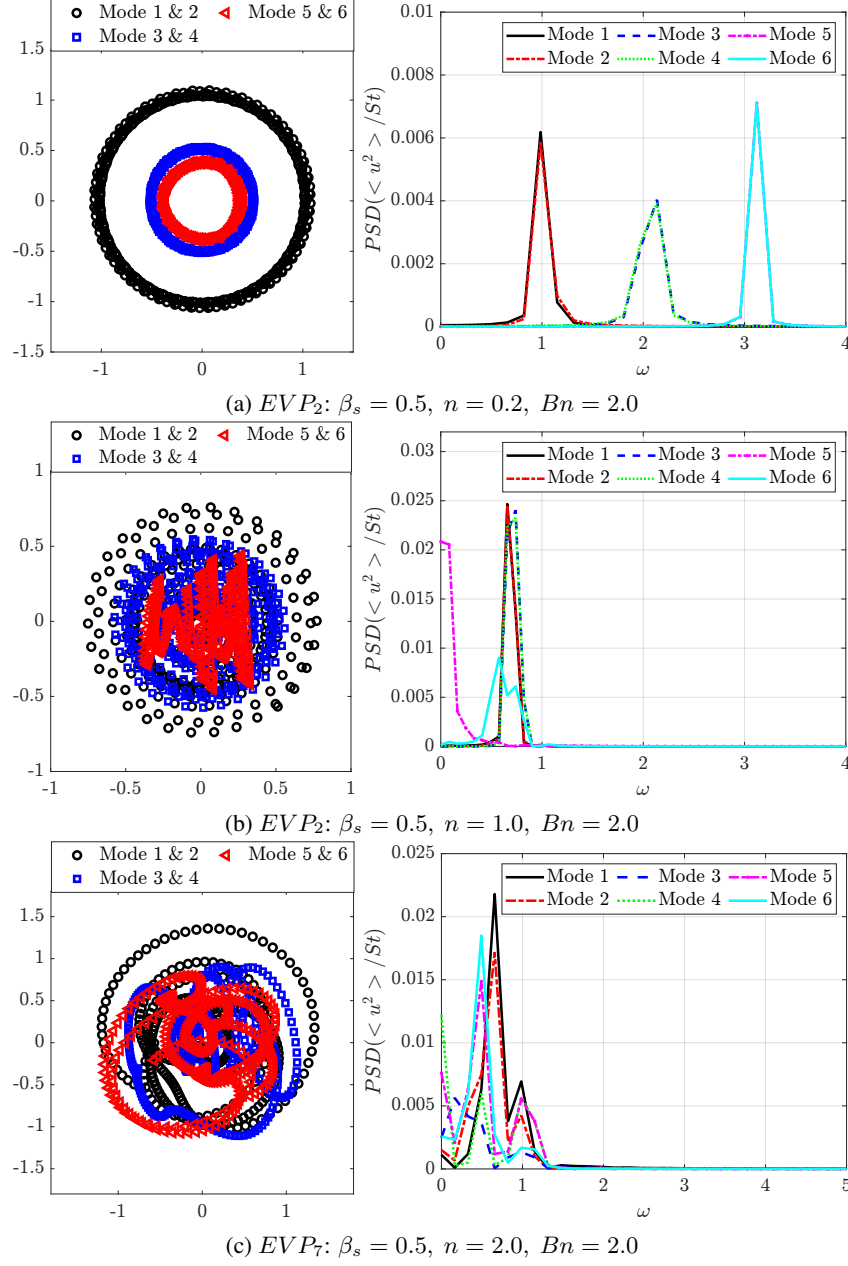 Mode 1 & 2 Mode 5 & 6
Mode 3 & 4
1.5
1
0.5
0
-0.5
-1
-1.5
-1 0 1
0.01
0.008
0.006
0.004
0.002
0
PSD(< u² > /St)
Mode 1 Mode 3 Mode 5
Mode 2 Mode 4 Mode 6
0 1 2 3 4
ω
(a) EVP₂: βₛ = 0.5, n = 0.2, Bn = 2.0
Mode 1 & 2 Mode 5 & 6
Mode 3 & 4
1
0.5
0
-0.5
-1
-1 -0.5 0 0.5 1
0.03
0.025
0.02
0.015
0.01
0.005
0
PSD(< u² > /St)
Mode 1 Mode 3 Mode 5
Mode 2 Mode 4 Mode 6
0 1 2 3 4
ω
(b) EVP₂: βₛ = 0.5, n = 1.0, Bn = 2.0
Mode 1 & 2 Mode 5 & 6
Mode 3 & 4
1.5
1
0.5
0
-0.5
-1
-1.5
-1 0 1
0.025
0.02
0.015
0.01
0.005
0
PSD(< u² > /St)
Mode 1 Mode 3 Mode 5
Mode 2 Mode 4 Mode 6
0 1 2 3 4 5
ω
(c) EVP₇: βₛ = 0.5, n = 2.0, Bn = 2.0